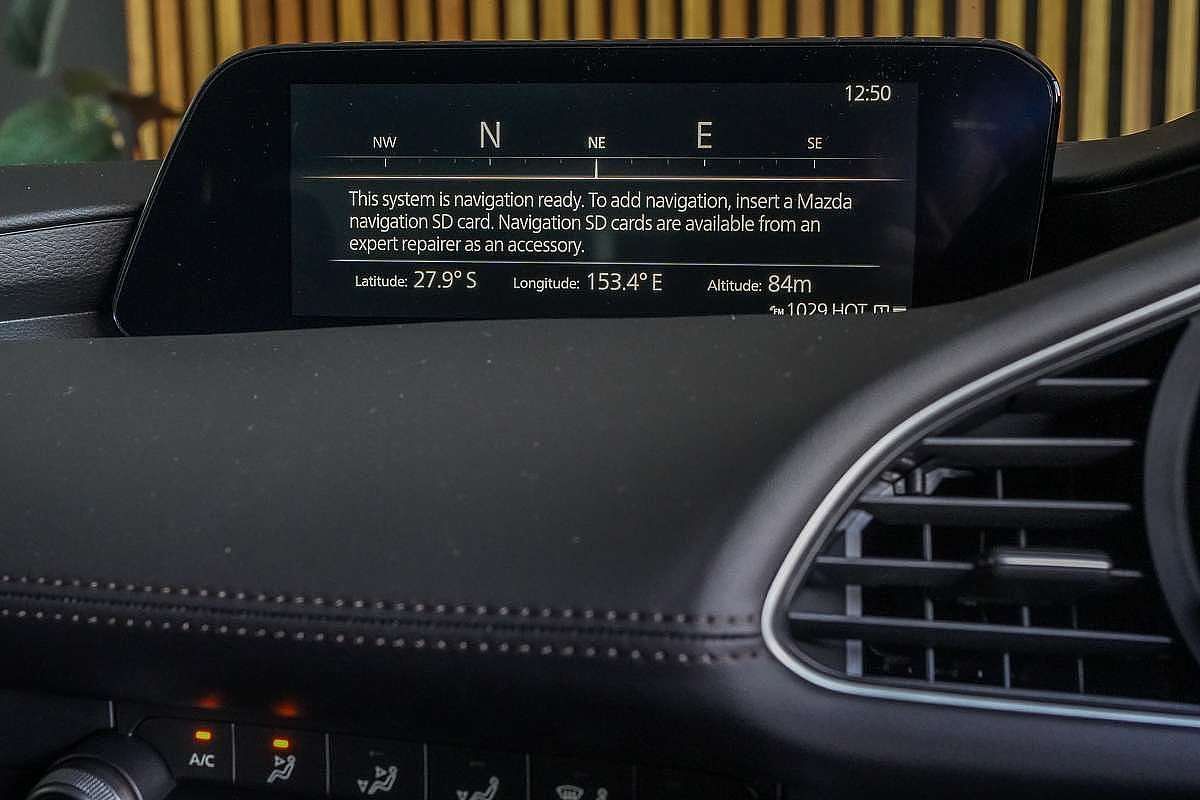 12:50
NW N NE E SE
This system is navigation ready. To add navigation, insert a Mazda
navigation SD card. Navigation SD cards are available from an
expert repairer as an accessory.
Latitude: 27.9° S Longitude: 153.4° E Altitude: 84m
FM 1029 HOT
A/C